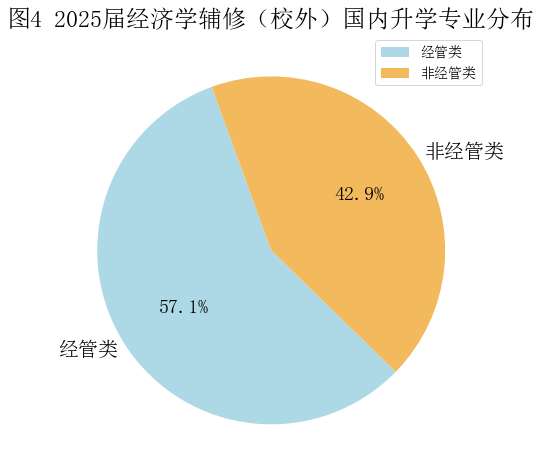 图4 2025届经济学辅修（校外）国内升学专业分布
经管类
非经管类
非经管类
42.9%
57.1%
经管类